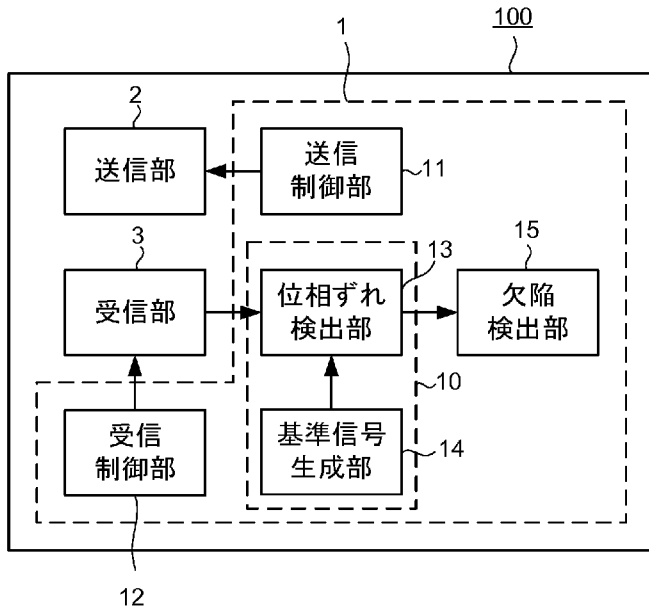 100
1
2
送信部
送信
制御部
11
3
受信部
13
位相ずれ
検出部
15
欠陥
検出部
10
受信
制御部
基準信号
生成部
14
12